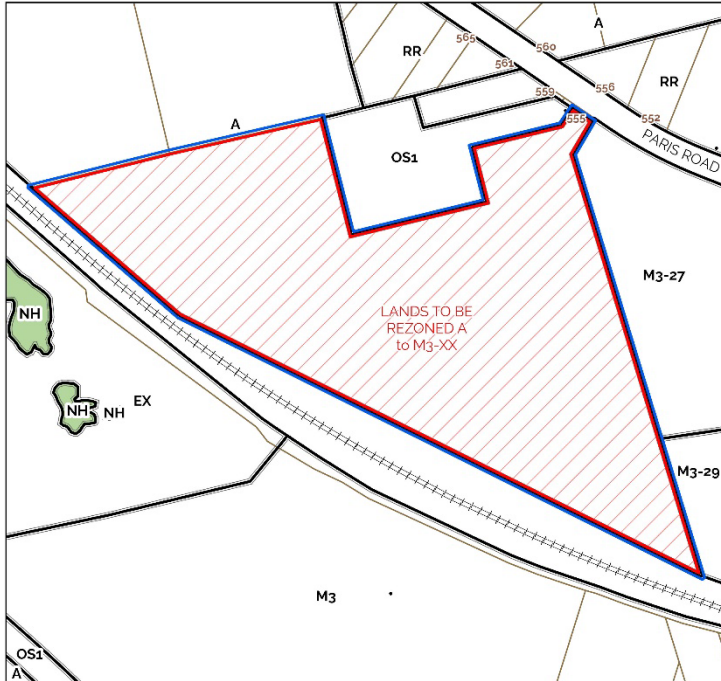 A
560
565
RR
561
556
RR
559
552
555
PARIS ROAD
A
OS1
M3-27
LANDS TO BE
REZONED A
to M3-XX
NH
EX
NH
NH
M3-29
M3
OS1
A